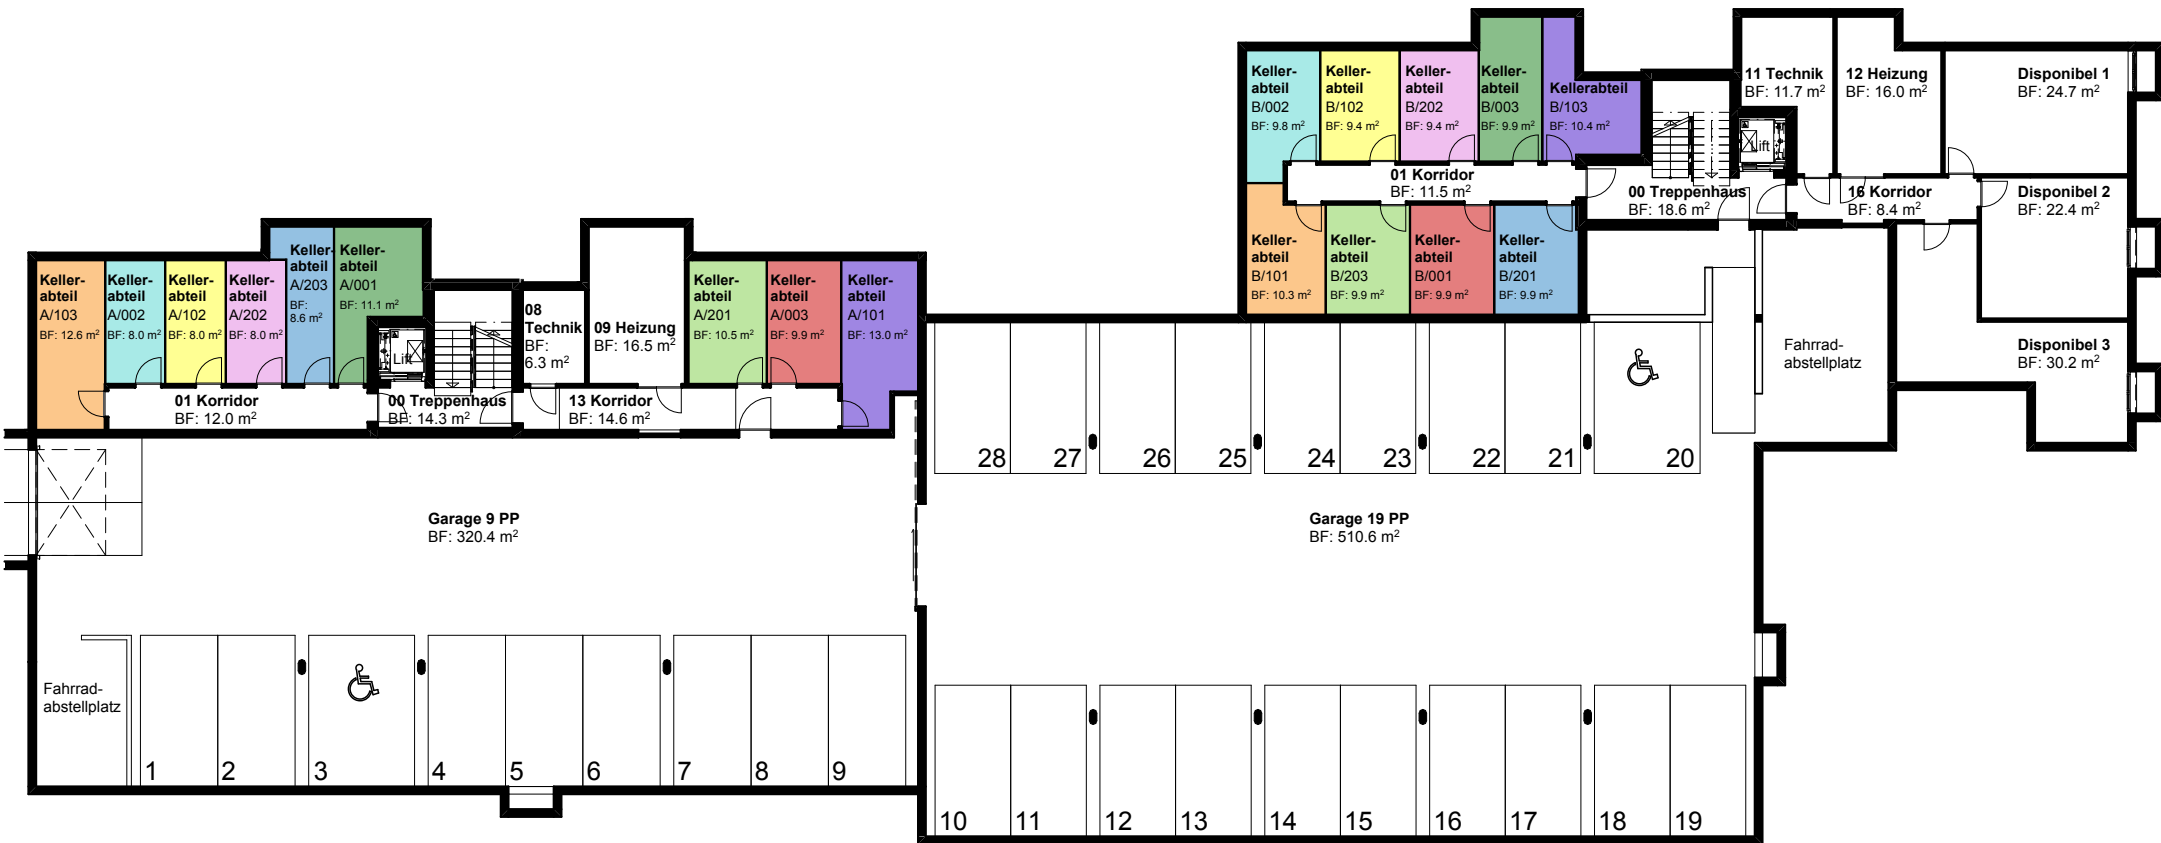 Keller-
abteil
A/103
BF: 12.6 m²
Keller-
abteil
A/002
BF: 8.0 m²
Keller-
abteil
A/102
BF: 8.0 m²
Keller-
abteil
A/202
BF: 8.0 m²
Keller-
abteil
A/203
BF:
8.6 m²
Keller-
abteil
A/001
BF: 11.1 m²
Lift
01 Korridor
BF: 12.0 m²
00 Treppenhaus
BF: 14.3 m²
08
Technik
BF:
6.3 m²
09 Heizung
BF: 16.5 m²
13 Korridor
BF: 14.6 m²
Keller-
abteil
A/201
BF: 10.5 m²
Keller-
abteil
A/003
BF: 9.9 m²
Keller-
abteil
A/101
BF: 13.0 m²
Keller-
abteil
B/002
BF: 9.8 m²
Keller-
abteil
B/102
BF: 9.4 m²
Keller-
abteil
B/202
BF: 9.4 m²
Keller-
abteil
B/003
BF: 9.9 m²
Kellerabteil
B/103
BF: 10.4 m²
01 Korridor
BF: 11.5 m²
Keller-
abteil
B/101
BF: 10.3 m²
Keller-
abteil
B/203
BF: 9.9 m²
Keller-
abteil
B/001
BF: 9.9 m²
Keller-
abteil
B/201
BF: 9.9 m²
Lift
00 Treppenhaus
BF: 18.6 m²
11 Technik
BF: 11.7 m²
12 Heizung
BF: 16.0 m²
16 Korridor
BF: 8.4 m²
Disponibel 1
BF: 24.7 m²
Disponibel 2
BF: 22.4 m²
Disponibel 3
BF: 30.2 m²
Fahrrad-
abstellplatz
28
27
26
25
24
23
22
21
20
Garage 9 PP
BF: 320.4 m²
Garage 19 PP
BF: 510.6 m²
Fahrrad-
abstellplatz
1
2
3
4
5
6
7
8
9
10
11
12
13
14
15
16
17
18
19